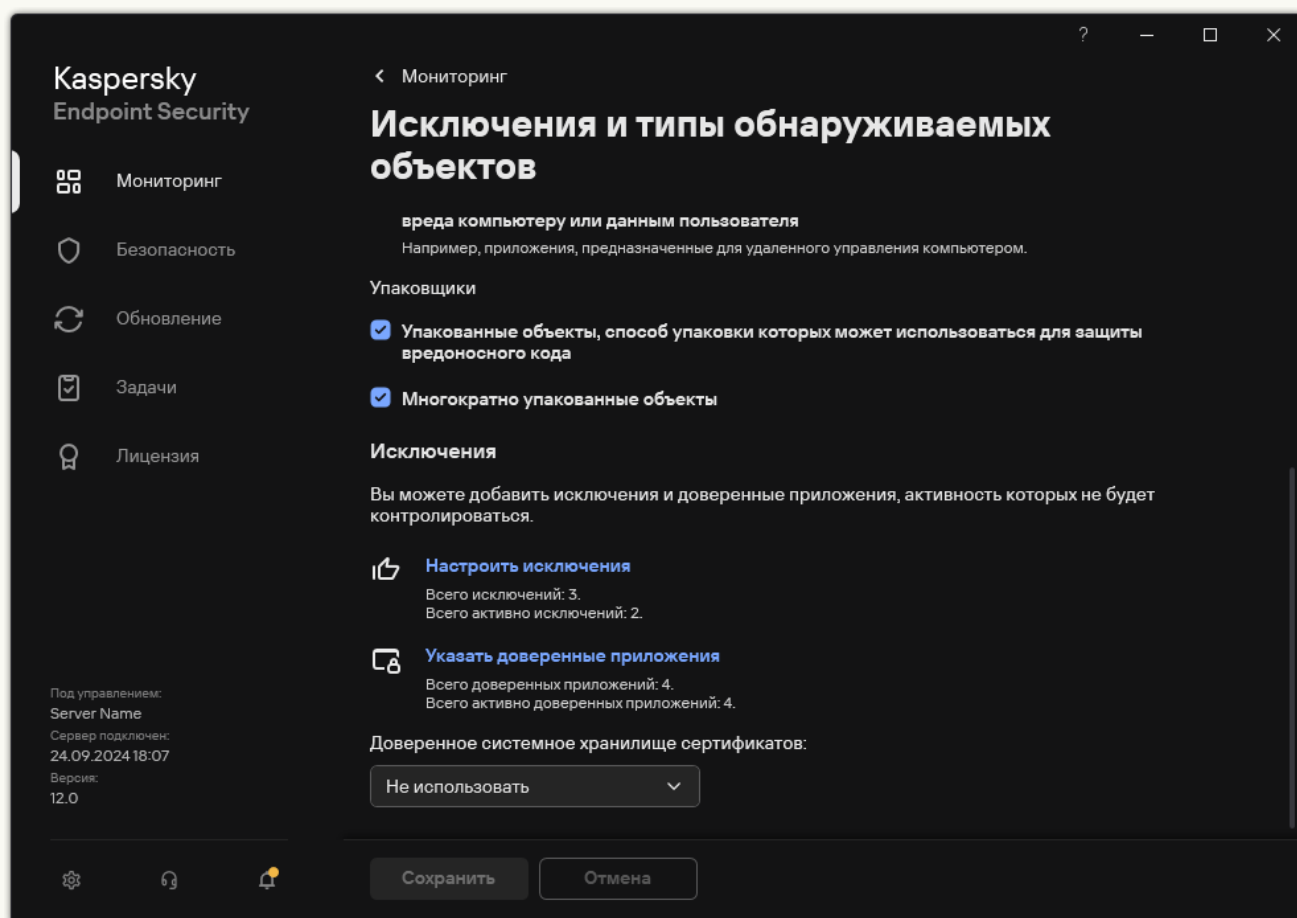 ?
Kaspersky
Endpoint Security
Мониторинг
Безопасность
Обновление
Задачи
Лицензия
Под управлением:
Server Name
Сервер подключен:
24.09.2024 18:07
Версия:
12.0
Мониторинг
Исключения и типы обнаруживаемых
объектов
вреда компьютеру или данным пользователя
Например, приложения, предназначенные для удаленного управления компьютером.
Упаковщики
Упакованные объекты, способ упаковки которых может использоваться для защиты
вредоносного кода
Многократно упакованные объекты
Исключения
Вы можете добавить исключения и доверенные приложения, активность которых не будет
контролироваться.
Настроить исключения
Всего исключений: 3.
Всего активно исключений: 2.
Указать доверенные приложения
Всего доверенных приложений: 4.
Всего активно доверенных приложений: 4.
Доверенное системное хранилище сертификатов:
Не использовать
Сохранить
Отмена